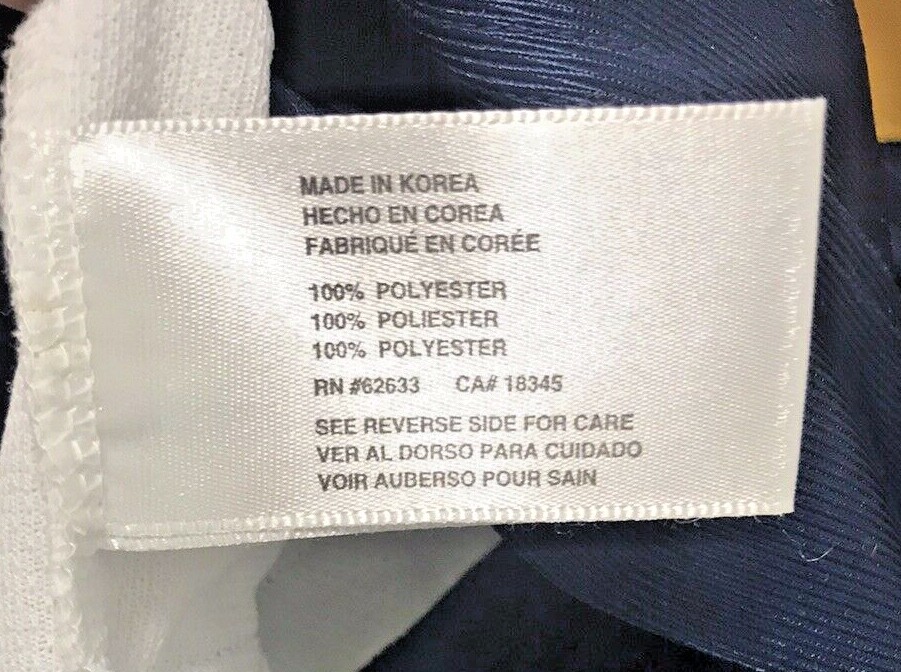 MADE IN KOREA
HECHO EN COREA
FABRIQUÉ EN CORÉE
100% POLYESTER
100% POLIESTER
100% POLYESTER
RN #62633 CA# 18345
SEE REVERSE SIDE FOR CARE
VER AL DORSO PARA CUIDADO
VOIR AUBERSO POUR SAIN